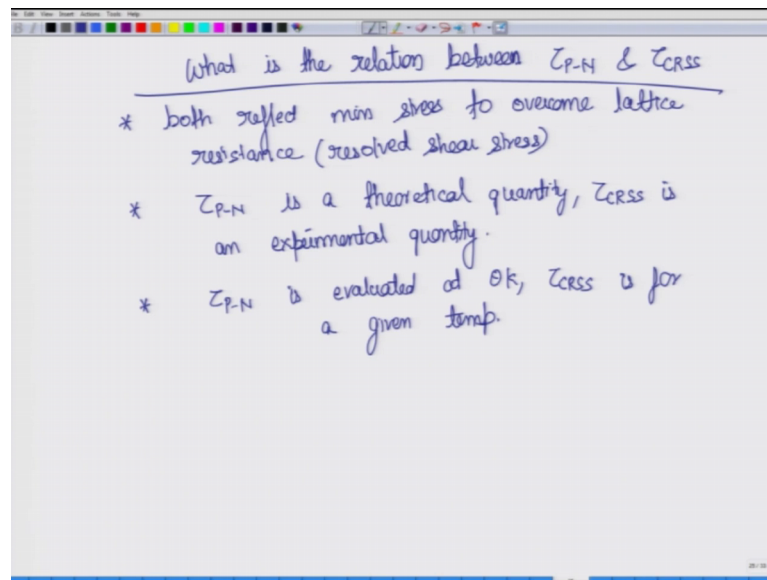 What is the relation between τP-N & τCRSS
* both reflect min stress to overcome lattice
resistance (resolved shear stress)
* τP-N is a theoretical quantity, τCRSS is
an experimental quantity.
* τP-N is evaluated at 0K, τCRSS is for
a given temp.